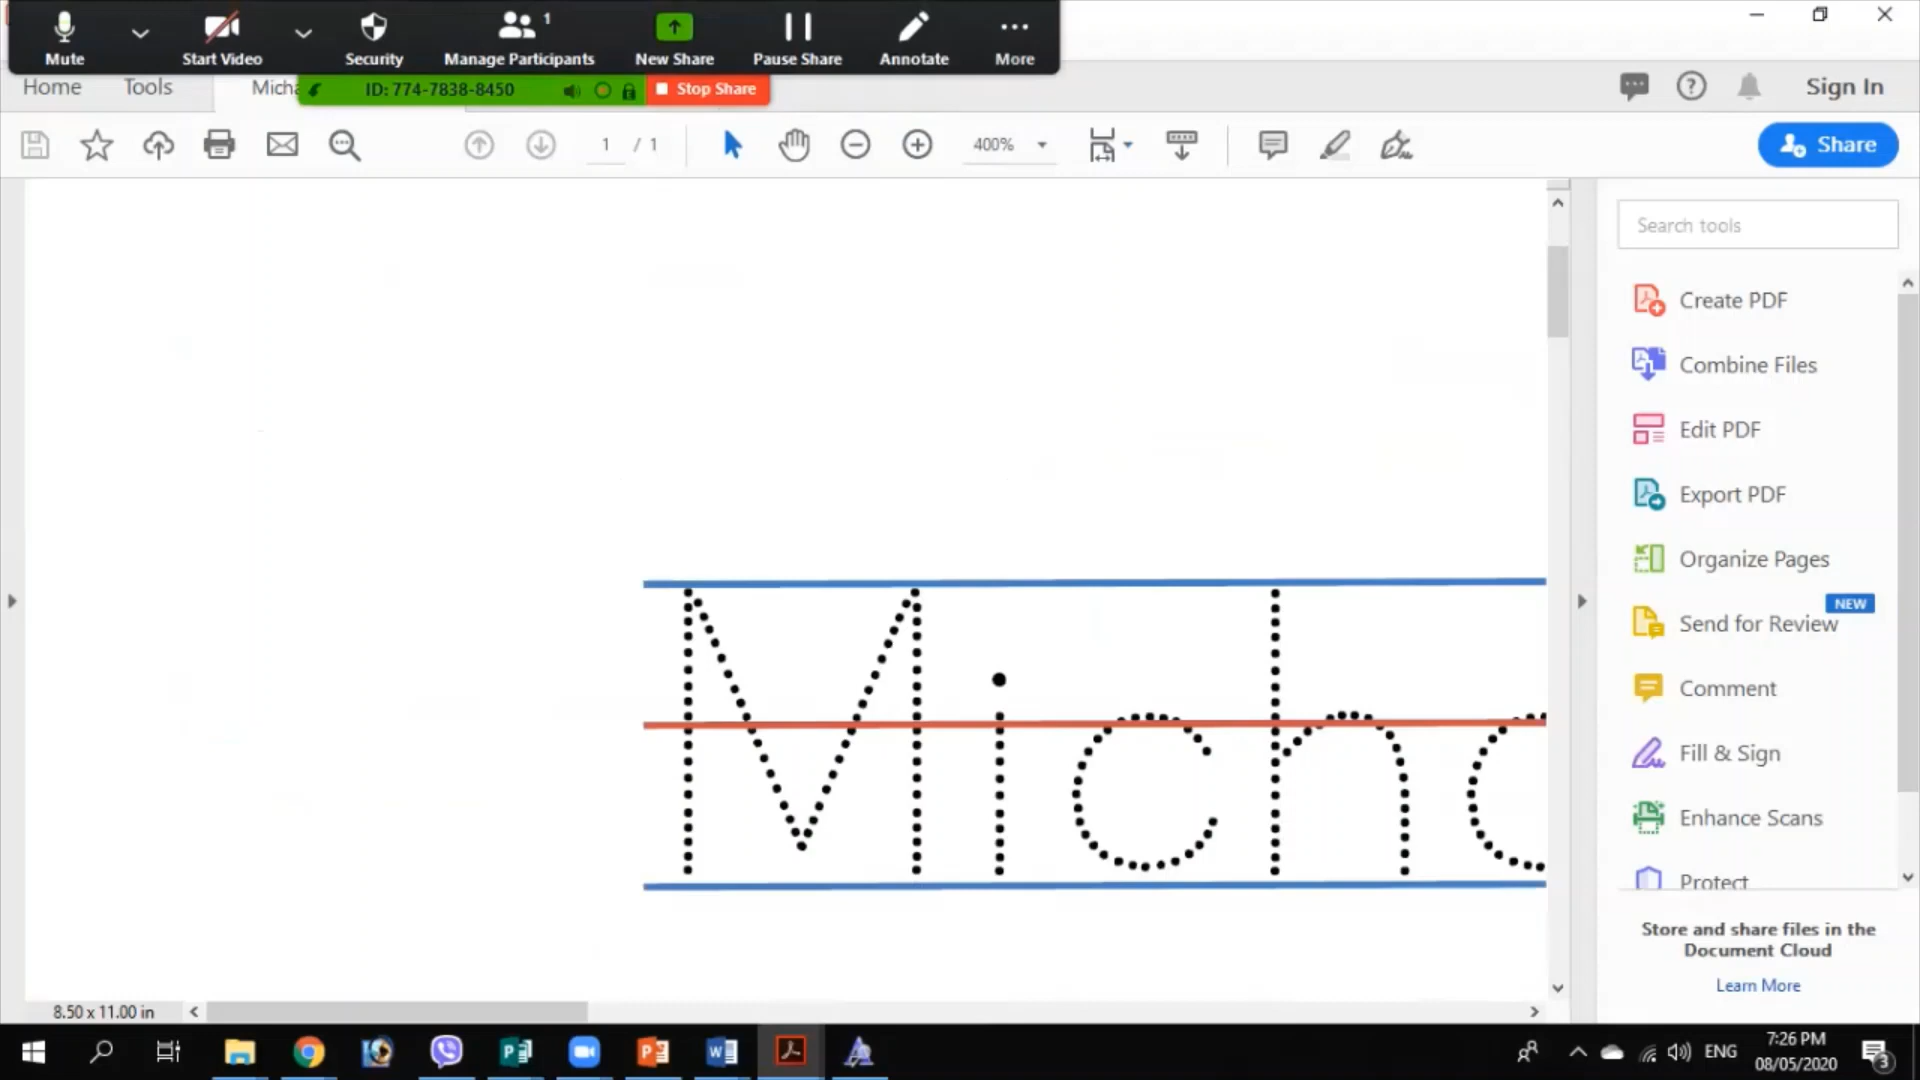 Mute
Start Video
Security
1
Manage Participants
New Share
Pause Share
Annotate
More
Home
Tools
Micha
ID: 774-7838-8450
Stop Share
Sign In
1 / 1
400%
Share
Search tools
Create PDF
Combine Files
Edit PDF
Export PDF
Organize Pages
NEW
Send for Review
Comment
Fill & Sign
Enhance Scans
Protect
Micha
Store and share files in the
Document Cloud
Learn More
8.50 x 11.00 in
ENG
7:26 PM
08/05/2020
3